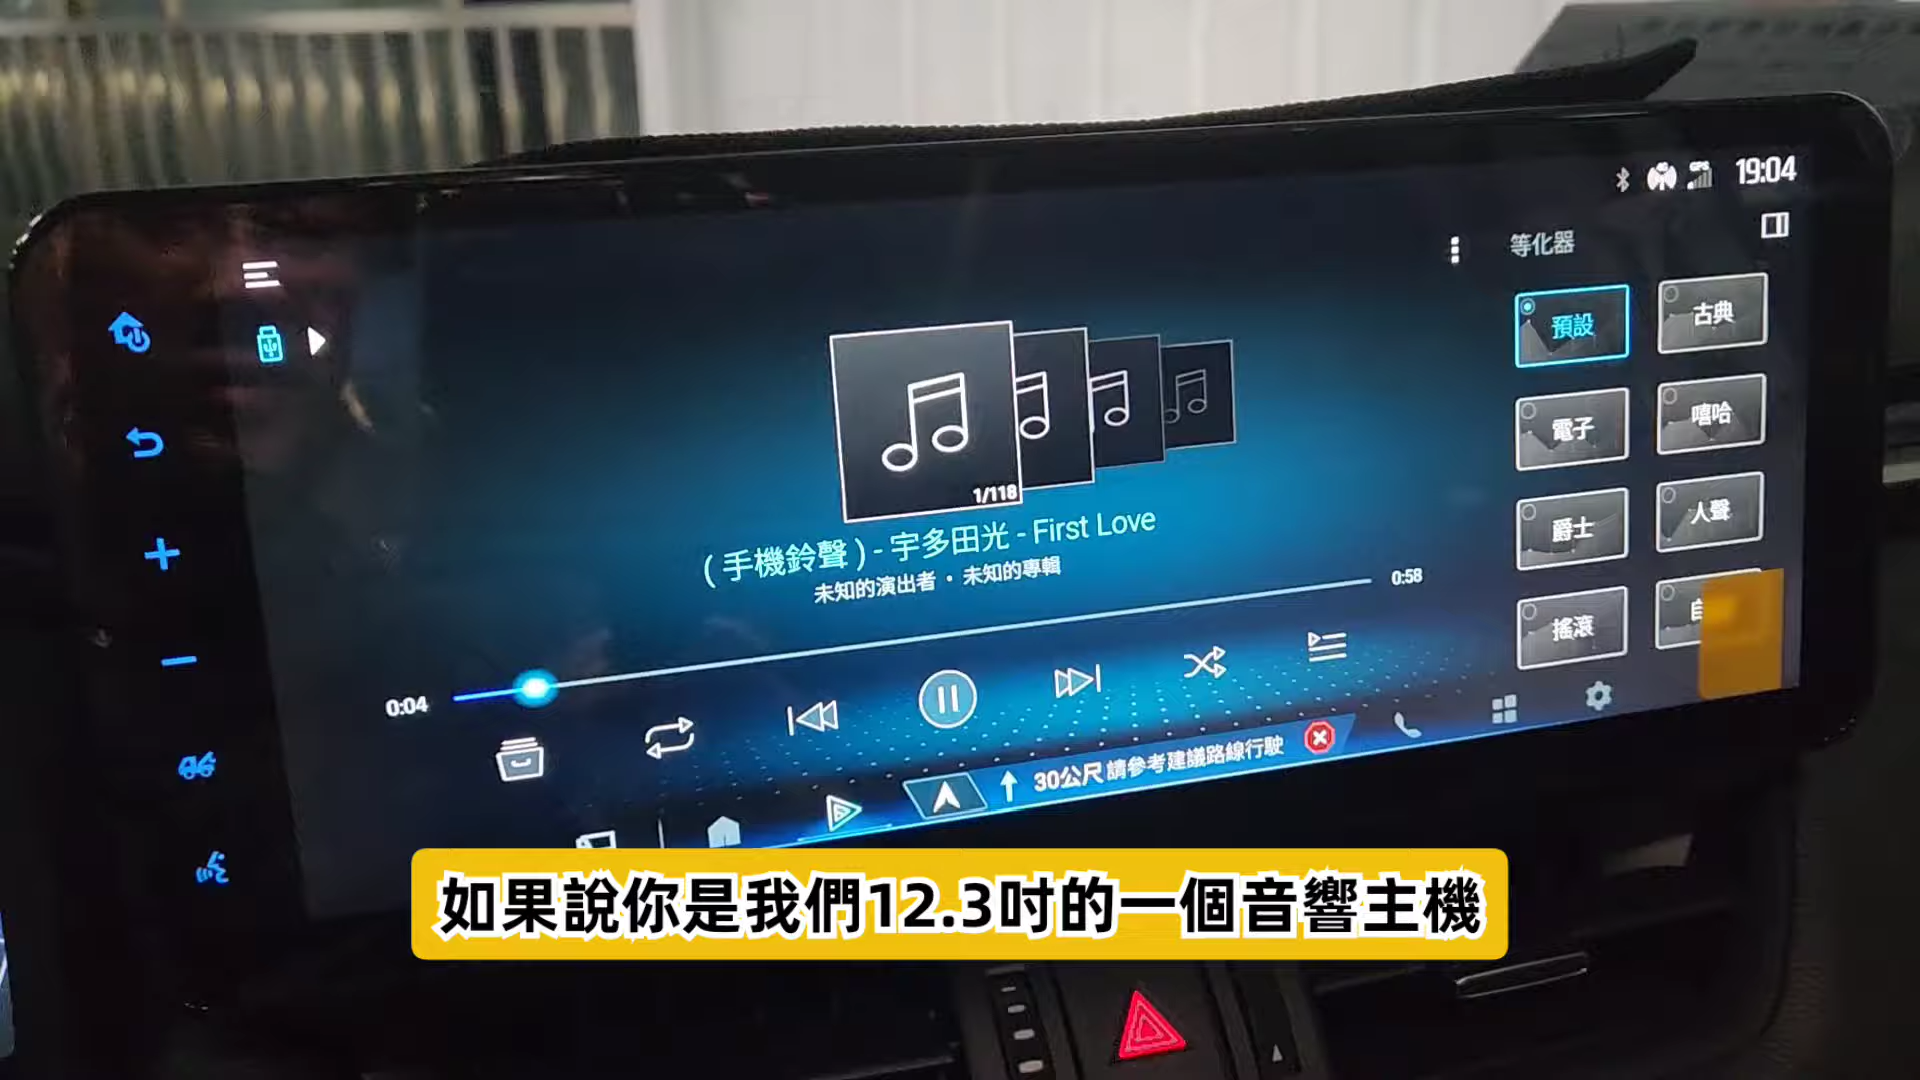 GPS
19:04
等化器
預設
古典
電子
嘻哈
爵士
人聲
搖滾
自
1/118
(手機鈴聲) - 宇多田光 - First Love
未知的演出者 • 未知的專輯
0:04
0:58
30公尺 請參考建議路線行駛
如果說你是我們12.3吋的一個音響主機